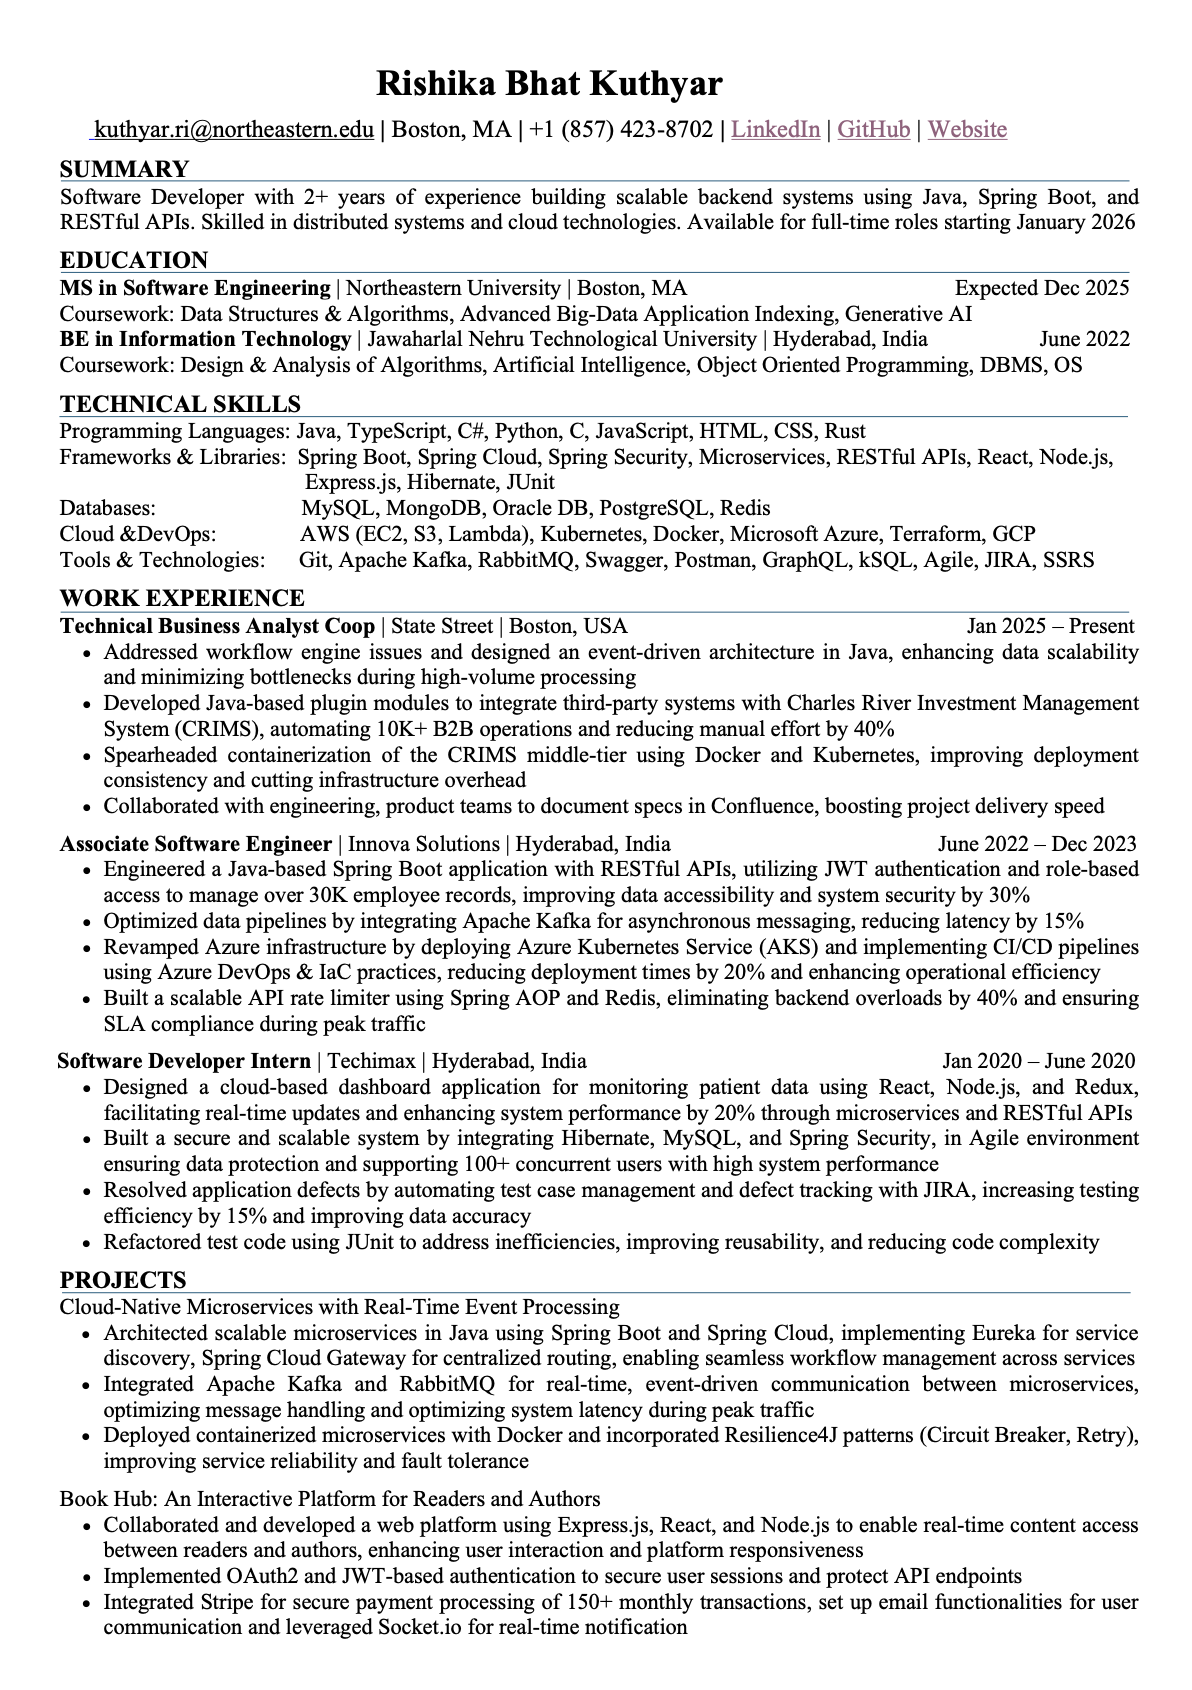 Rishika Bhat Kuthyar
kuthyar.ri@northeastern.edu | Boston, MA | +1 (857) 423-8702 | LinkedIn | GitHub | Website
SUMMARY
Software Developer with 2+ years of experience building scalable backend systems using Java, Spring Boot, and
RESTful APIs. Skilled in distributed systems and cloud technologies. Available for full-time roles starting January 2026
EDUCATION
MS in Software Engineering | Northeastern University | Boston, MA Expected Dec 2025
Coursework: Data Structures & Algorithms, Advanced Big-Data Application Indexing, Generative AI
BE in Information Technology | Jawaharlal Nehru Technological University | Hyderabad, India June 2022
Coursework: Design & Analysis of Algorithms, Artificial Intelligence, Object Oriented Programming, DBMS, OS
TECHNICAL SKILLS
Programming Languages: Java, TypeScript, C#, Python, C, JavaScript, HTML, CSS, Rust
Frameworks & Libraries: Spring Boot, Spring Cloud, Spring Security, Microservices, RESTful APIs, React, Node.js,
Express.js, Hibernate, JUnit
Databases: MySQL, MongoDB, Oracle DB, PostgreSQL, Redis
Cloud &DevOps: AWS (EC2, S3, Lambda), Kubernetes, Docker, Microsoft Azure, Terraform, GCP
Tools & Technologies: Git, Apache Kafka, RabbitMQ, Swagger, Postman, GraphQL, kSQL, Agile, JIRA, SSRS
WORK EXPERIENCE
Technical Business Analyst Coop | State Street | Boston, USA Jan 2025 – Present
• Addressed workflow engine issues and designed an event-driven architecture in Java, enhancing data scalability
and minimizing bottlenecks during high-volume processing
• Developed Java-based plugin modules to integrate third-party systems with Charles River Investment Management
System (CRIMS), automating 10K+ B2B operations and reducing manual effort by 40%
• Spearheaded containerization of the CRIMS middle-tier using Docker and Kubernetes, improving deployment
consistency and cutting infrastructure overhead
• Collaborated with engineering, product teams to document specs in Confluence, boosting project delivery speed
Associate Software Engineer | Innova Solutions | Hyderabad, India June 2022 – Dec 2023
• Engineered a Java-based Spring Boot application with RESTful APIs, utilizing JWT authentication and role-based
access to manage over 30K employee records, improving data accessibility and system security by 30%
• Optimized data pipelines by integrating Apache Kafka for asynchronous messaging, reducing latency by 15%
• Revamped Azure infrastructure by deploying Azure Kubernetes Service (AKS) and implementing CI/CD pipelines
using Azure DevOps & IaC practices, reducing deployment times by 20% and enhancing operational efficiency
• Built a scalable API rate limiter using Spring AOP and Redis, eliminating backend overloads by 40% and ensuring
SLA compliance during peak traffic
Software Developer Intern | Techimax | Hyderabad, India Jan 2020 – June 2020
• Designed a cloud-based dashboard application for monitoring patient data using React, Node.js, and Redux,
facilitating real-time updates and enhancing system performance by 20% through microservices and RESTful APIs
• Built a secure and scalable system by integrating Hibernate, MySQL, and Spring Security, in Agile environment
ensuring data protection and supporting 100+ concurrent users with high system performance
• Resolved application defects by automating test case management and defect tracking with JIRA, increasing testing
efficiency by 15% and improving data accuracy
• Refactored test code using JUnit to address inefficiencies, improving reusability, and reducing code complexity
PROJECTS
Cloud-Native Microservices with Real-Time Event Processing
• Architected scalable microservices in Java using Spring Boot and Spring Cloud, implementing Eureka for service
discovery, Spring Cloud Gateway for centralized routing, enabling seamless workflow management across services
• Integrated Apache Kafka and RabbitMQ for real-time, event-driven communication between microservices,
optimizing message handling and optimizing system latency during peak traffic
• Deployed containerized microservices with Docker and incorporated Resilience4J patterns (Circuit Breaker, Retry),
improving service reliability and fault tolerance
Book Hub: An Interactive Platform for Readers and Authors
• Collaborated and developed a web platform using Express.js, React, and Node.js to enable real-time content access
between readers and authors, enhancing user interaction and platform responsiveness
• Implemented OAuth2 and JWT-based authentication to secure user sessions and protect API endpoints
• Integrated Stripe for secure payment processing of 150+ monthly transactions, set up email functionalities for user
communication and leveraged Socket.io for real-time notification